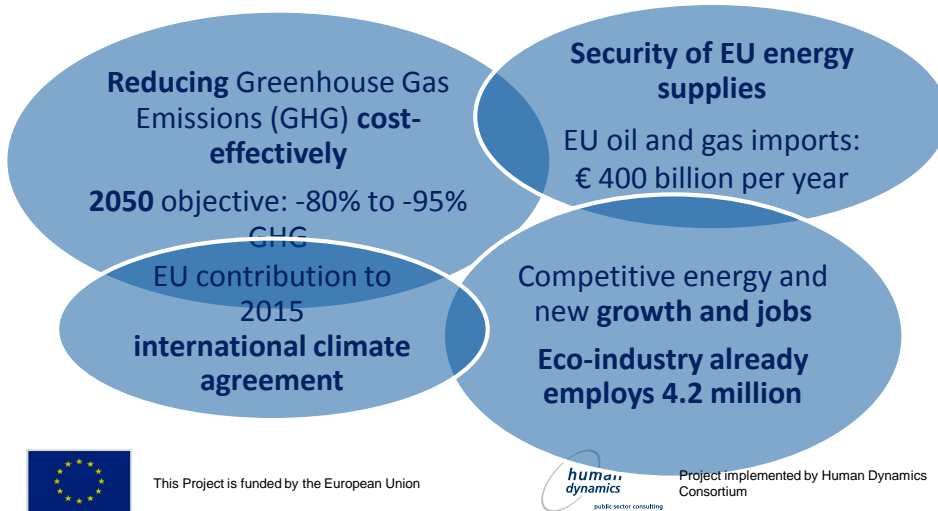 Reducing Greenhouse Gas
Emissions (GHG) cost-
effectively
2050 objective: -80% to -95%
GHG
Security of EU energy
supplies
EU oil and gas imports:
€ 400 billion per year
EU contribution to
2015
international climate
agreement
Competitive energy and
new growth and jobs
Eco-industry already
employs 4.2 million
This Project is funded by the European Union
human
dynamics
public sector consulting
Project implemented by Human Dynamics
Consortium